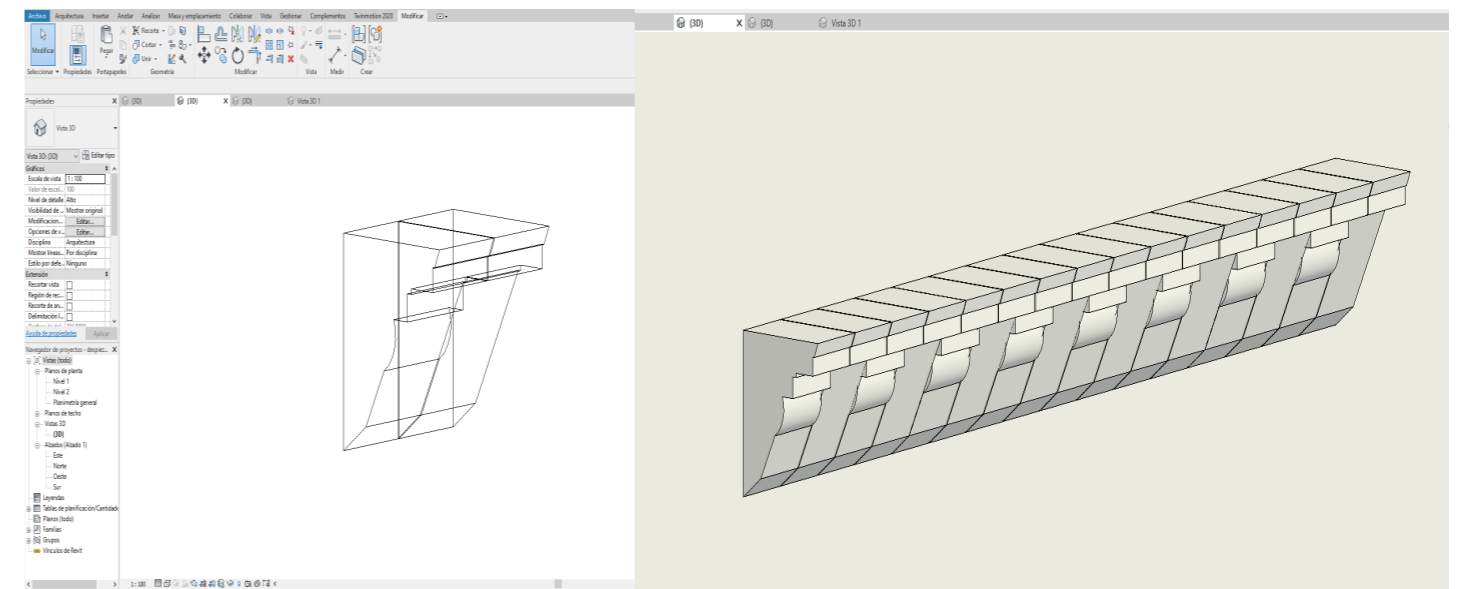 Archivo Arquitectura Insertar Anotar Analizar Masa y emplazamiento Colaborar Vista Gestionar Complementos Twinmotion 2020 Modificar
Modificar
Pegar
Recorte
Cortar
Unir
Seleccionar Propiedades Portapapeles Geometría Modificar Vista Medir Crear
Propiedades X
{3D} {3D} X {3D} Vista 3D 1
Vista 3D
Vista 3D: {3D} Editar tipo
Gráficos
Escala de vista 1 : 100
Valor de escal... 100
Nivel de detalle Alto
Visibilidad de ... Mostrar original
Modificacion... Editar...
Opciones de v... Editar...
Disciplina Arquitectura
Mostrar líneas... Por disciplina
Estilo por defe... Ninguno
Extensión
Recortar vista
Región de rec...
Recorte de an...
Delimitación l...
Ayuda de propiedades Aplicar
Navegador de proyectos - despiec... X
Vistas (todo)
Planos de planta
Nivel 1
Nivel 2
Planimetría general
Planos de techo
Vistas 3D
{3D}
Alzados (Alzado 1)
Este
Norte
Oeste
Sur
Leyendas
Tablas de planificación/Cantidade
Planos (todo)
Familias
Grupos
Vínculos de Revit
1 : 100
{3D} X {3D} Vista 3D 1